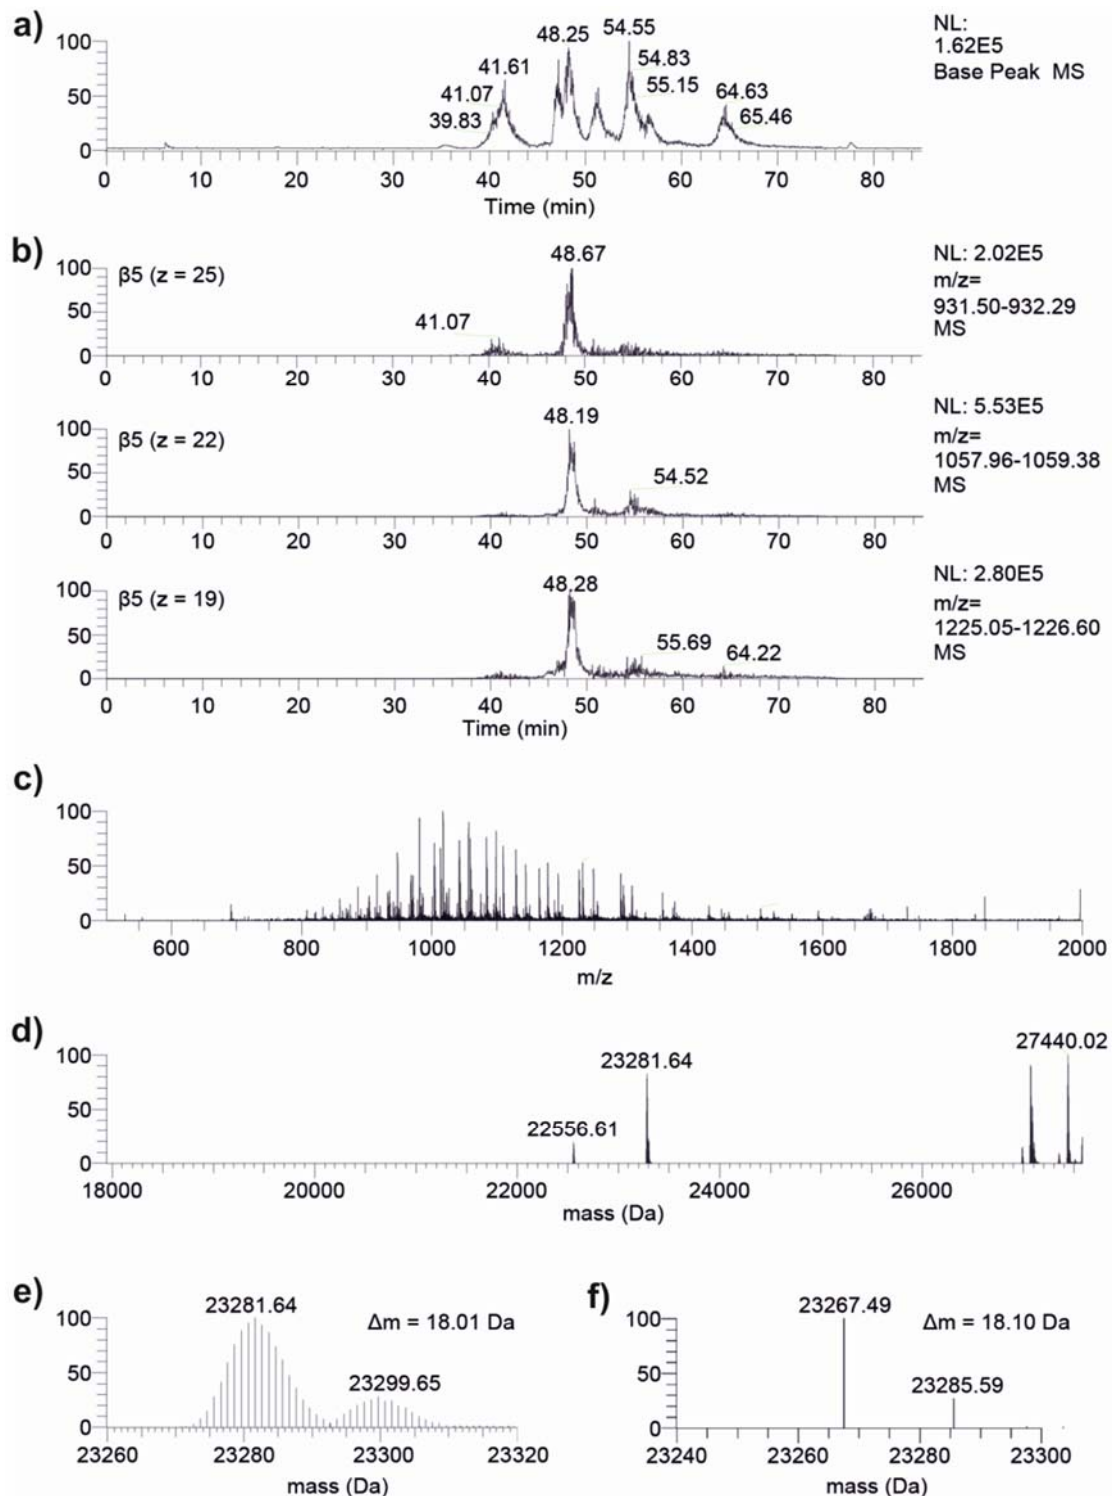 a)
NL:
1.62E5
Base Peak MS
100
50
0
39.83
41.07
41.61
48.25
54.55
54.83
55.15
64.63
65.46
0 10 20 30 40 50 60 70 80
Time (min)
b)
β5 (z = 25)
100
50
0
41.07
48.67
NL: 2.02E5
m/z=
931.50-932.29
MS
0 10 20 30 40 50 60 70 80
β5 (z = 22)
100
50
0
48.19
54.52
NL: 5.53E5
m/z=
1057.96-1059.38
MS
0 10 20 30 40 50 60 70 80
β5 (z = 19)
100
50
0
48.28
55.69
64.22
NL: 2.80E5
m/z=
1225.05-1226.60
MS
0 10 20 30 40 50 60 70 80
Time (min)
c)
100
50
0
600 800 1000 1200 1400 1600 1800 2000
m/z
d)
100
50
0
22556.61
23281.64
27440.02
18000 20000 22000 24000 26000
mass (Da)
e)
100
50
0
23281.64
23299.65
Δm = 18.01 Da
23260 23280 23300 23320
mass (Da)
f)
100
50
0
23267.49
23285.59
Δm = 18.10 Da
23240 23260 23280 23300
mass (Da)